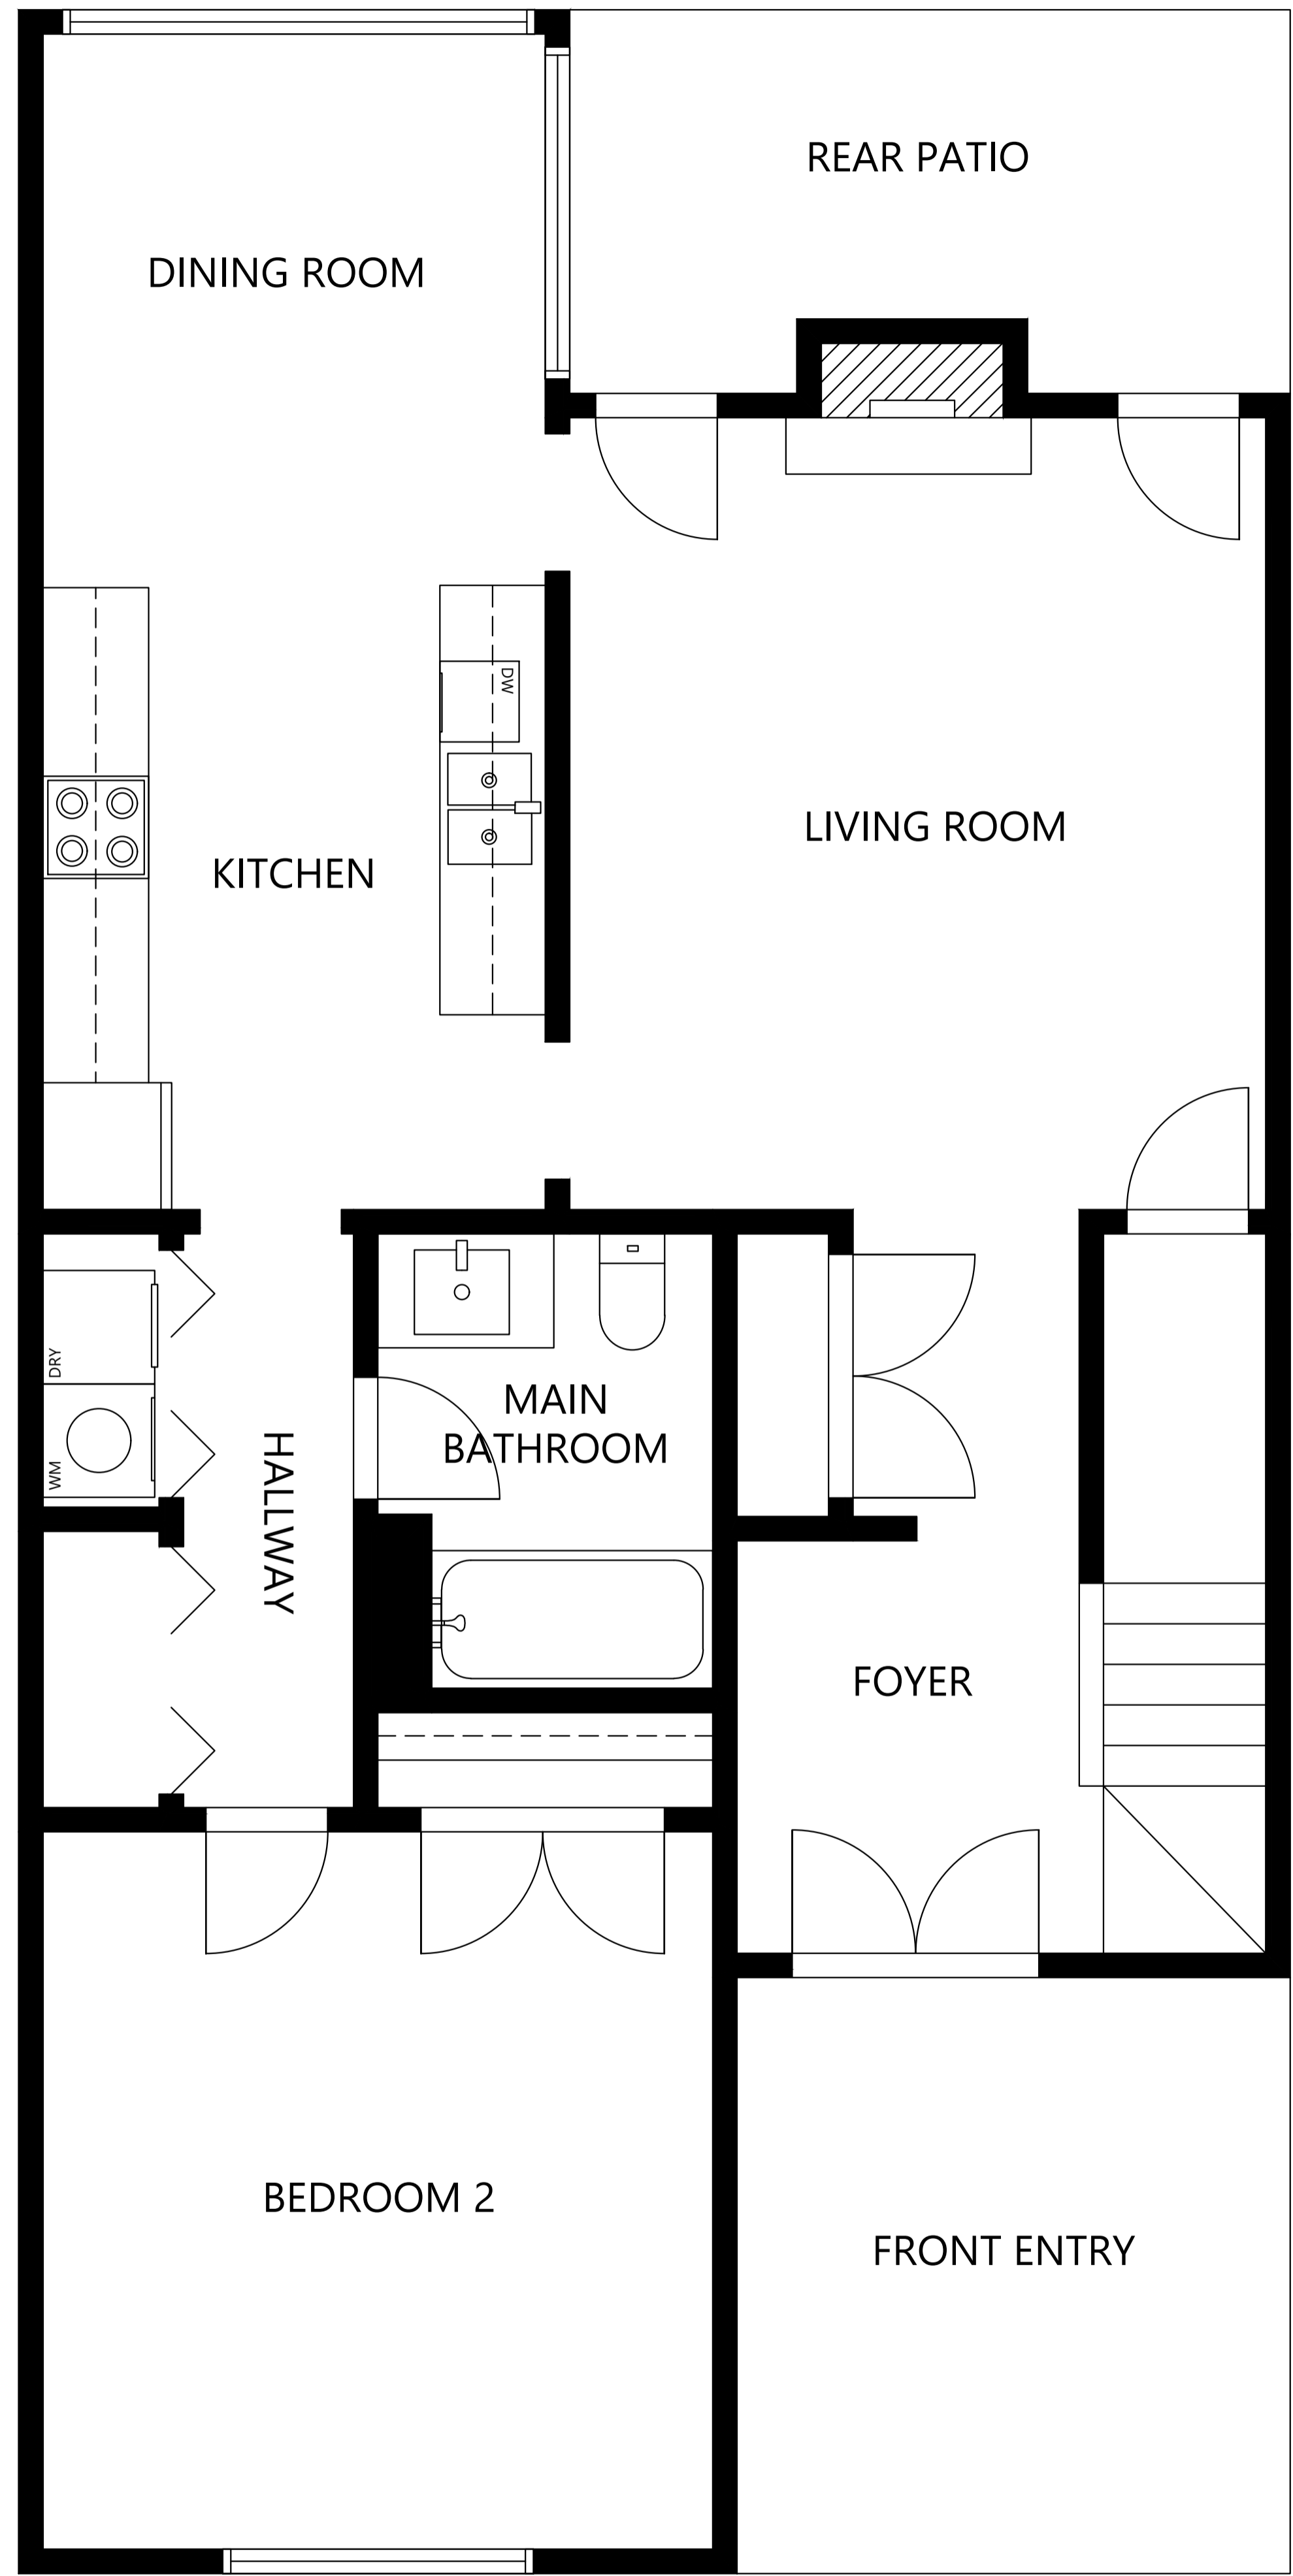 REAR PATIO
DINING ROOM
DW
LIVING ROOM
KITCHEN
DRY
WM
HALLWAY
MAIN
BATHROOM
FOYER
BEDROOM 2
FRONT ENTRY